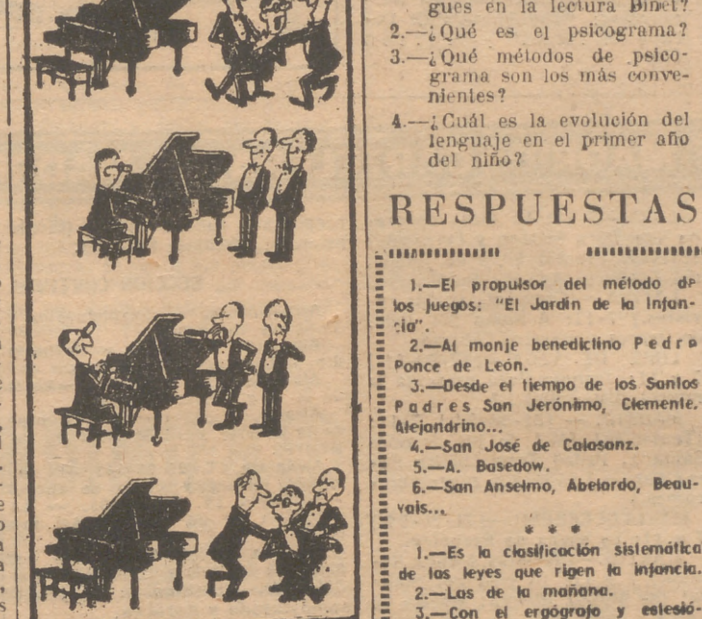 gues en la lectura Binet?
2.—¿Qué es el psicograma?
3.—¿Qué métodos de psico-
grama son los más conve-
nientes?
4.—¿Cuál es la evolución del
lenguaje en el primer año
del niño?
RESPUESTAS
1.—El propulsor del método de
los juegos: "El Jardín de la Infan-
cia".
2.—Al monje benedictino Pedro
Ponce de León.
3.—Desde el tiempo de los Santos
Padres San Jerónimo, Clemente.
Alejandrino...
4.—San José de Calasanz.
5.—A. Basedow.
6.—San Anselmo, Abelardo, Beau-
vais...
* * *
1.—Es la clasificación sistemática
de las leyes que rigen la infancia.
2.—Las de la mañana.
3.—Con el ergógrafo y estesió-